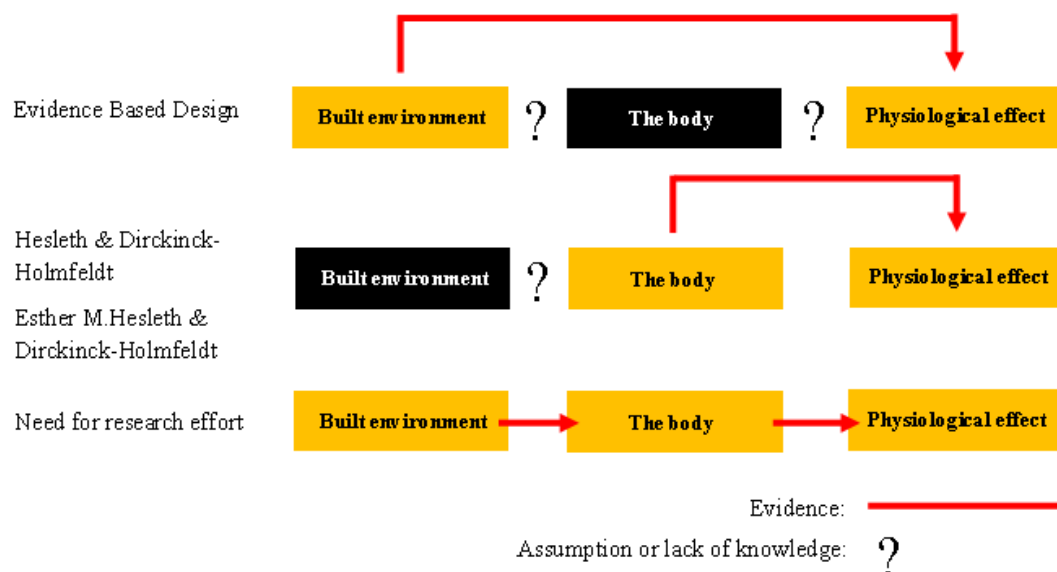 Evidence Based Design
Built environment
?
The body
?
Physiological effect
Hesleth & Dirckinck-
Holmfeldt
Esther M.Hesleth &
Dirckinck-Holmfeldt
Built environment
?
The body
Physiological effect
Need for research effort
Built environment
The body
Physiological effect
Evidence:
Assumption or lack of knowledge:
?